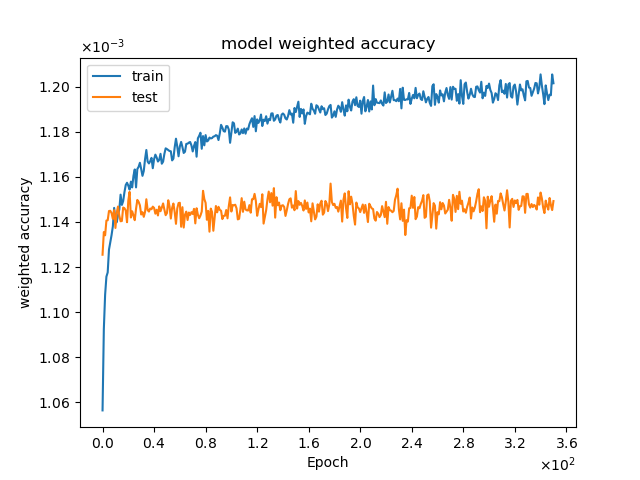 model weighted accuracy
×10⁻³
train
test
1.20
1.18
1.16
1.14
1.12
1.10
1.08
1.06
weighted accuracy
0.0 0.4 0.8 1.2 1.6 2.0 2.4 2.8 3.2 3.6
Epoch
×10²